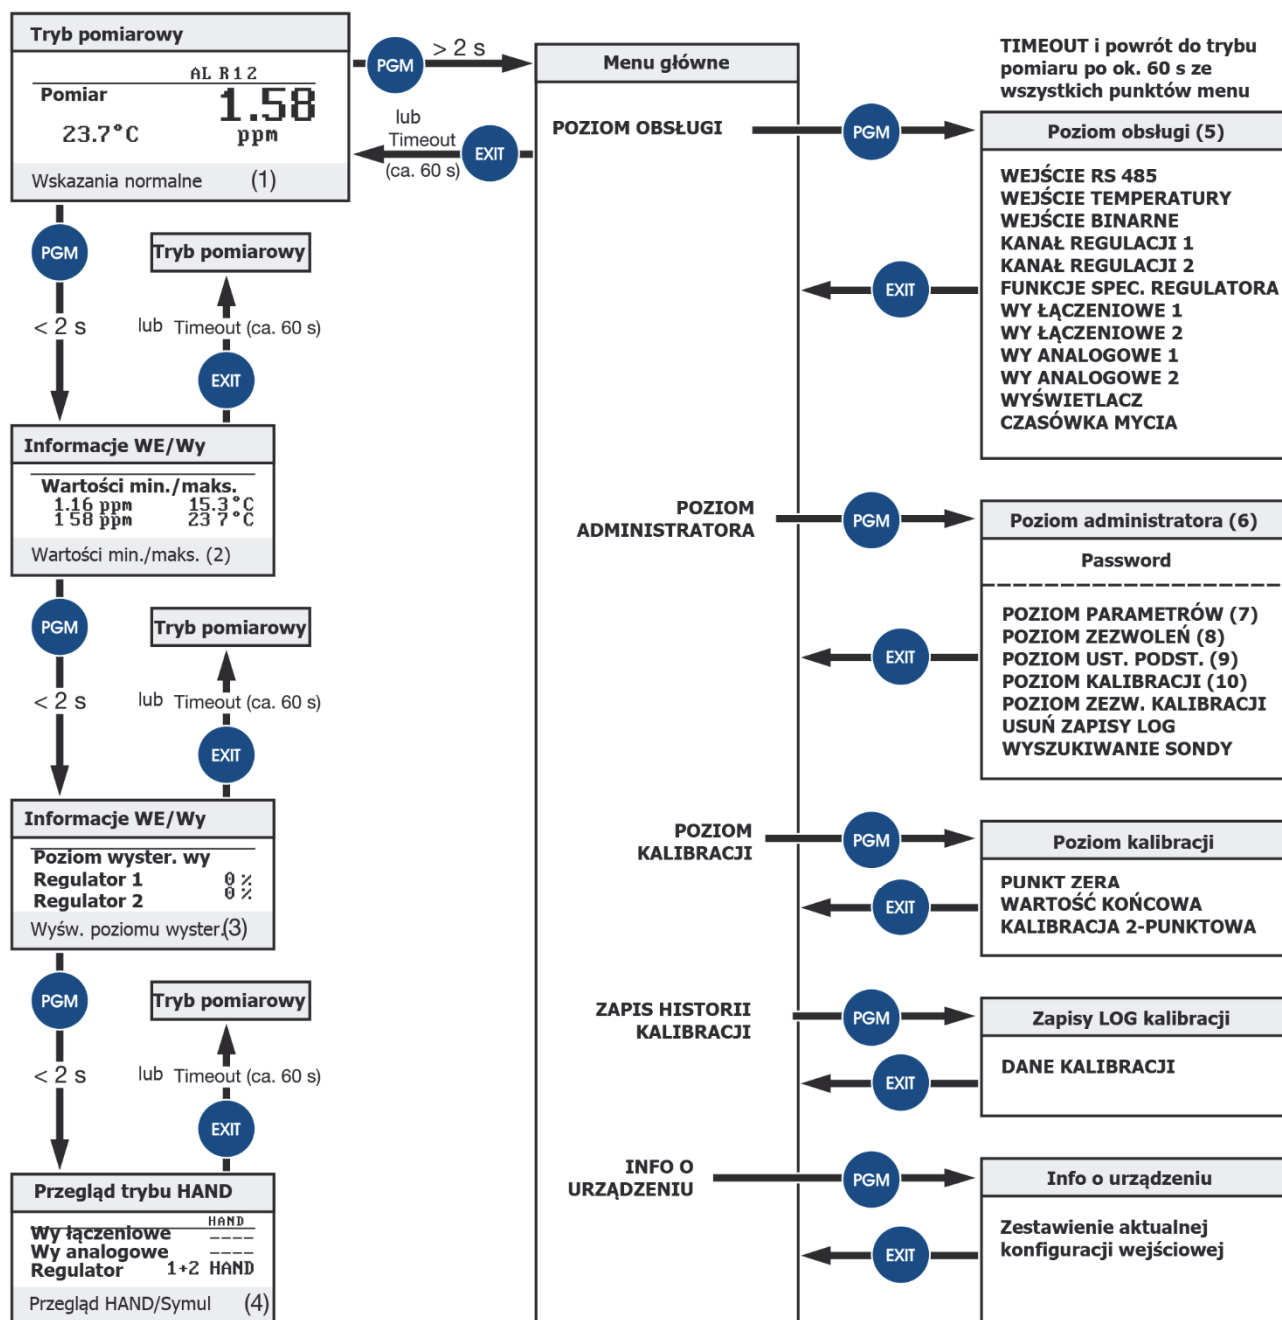 Tryb pomiarowy
AL R12
Pomiar
1.58
23.7°C
ppm
Wskazania normalne (1)
PGM
> 2 s
lub
Timeout
(ca. 60 s)
EXIT
PGM
< 2 s
Tryb pomiarowy
lub Timeout (ca. 60 s)
EXIT
Informacje WE/Wy
Wartości min./maks.
1.16 ppm 15.3°C
1 58 ppm 23 7°C
Wartości min./maks. (2)
PGM
< 2 s
Tryb pomiarowy
lub Timeout (ca. 60 s)
EXIT
Informacje WE/Wy
Poziom wyster. wy
Regulator 1 0 %
Regulator 2 0 %
Wyśw. poziomu wyster.(3)
PGM
< 2 s
Tryb pomiarowy
lub Timeout (ca. 60 s)
EXIT
Przegląd trybu HAND
HAND
Wy łączeniowe ----
Wy analogowe ----
Regulator 1+2 HAND
Przegląd HAND/Symul (4)
Menu główne
POZIOM OBSŁUGI
PGM
EXIT
POZIOM
ADMINISTRATORA
PGM
EXIT
POZIOM
KALIBRACJI
PGM
EXIT
ZAPIS HISTORII
KALIBRACJI
PGM
EXIT
INFO O
URZĄDZENIU
PGM
EXIT
TIMEOUT i powrót do trybu
pomiaru po ok. 60 s ze
wszystkich punktów menu
Poziom obsługi (5)
WEJŚCIE RS 485
WEJŚCIE TEMPERATURY
WEJŚCIE BINARNE
KANAŁ REGULACJI 1
KANAŁ REGULACJI 2
FUNKCJE SPEC. REGULATORA
WY ŁĄCZENIOWE 1
WY ŁĄCZENIOWE 2
WY ANALOGOWE 1
WY ANALOGOWE 2
WYŚWIETLACZ
CZASÓWKA MYCIA
Poziom administratora (6)
Password
POZIOM PARAMETRÓW (7)
POZIOM ZEZWOLEŃ (8)
POZIOM UST. PODST. (9)
POZIOM KALIBRACJI (10)
POZIOM ZEZW. KALIBRACJI
USUŃ ZAPISY LOG
WYSZUKIWANIE SONDY
Poziom kalibracji
PUNKT ZERA
WARTOŚĆ KOŃCOWA
KALIBRACJA 2-PUNKTOWA
Zapisy LOG kalibracji
DANE KALIBRACJI
Info o urządzeniu
Zestawienie aktualnej
konfiguracji wejściowej